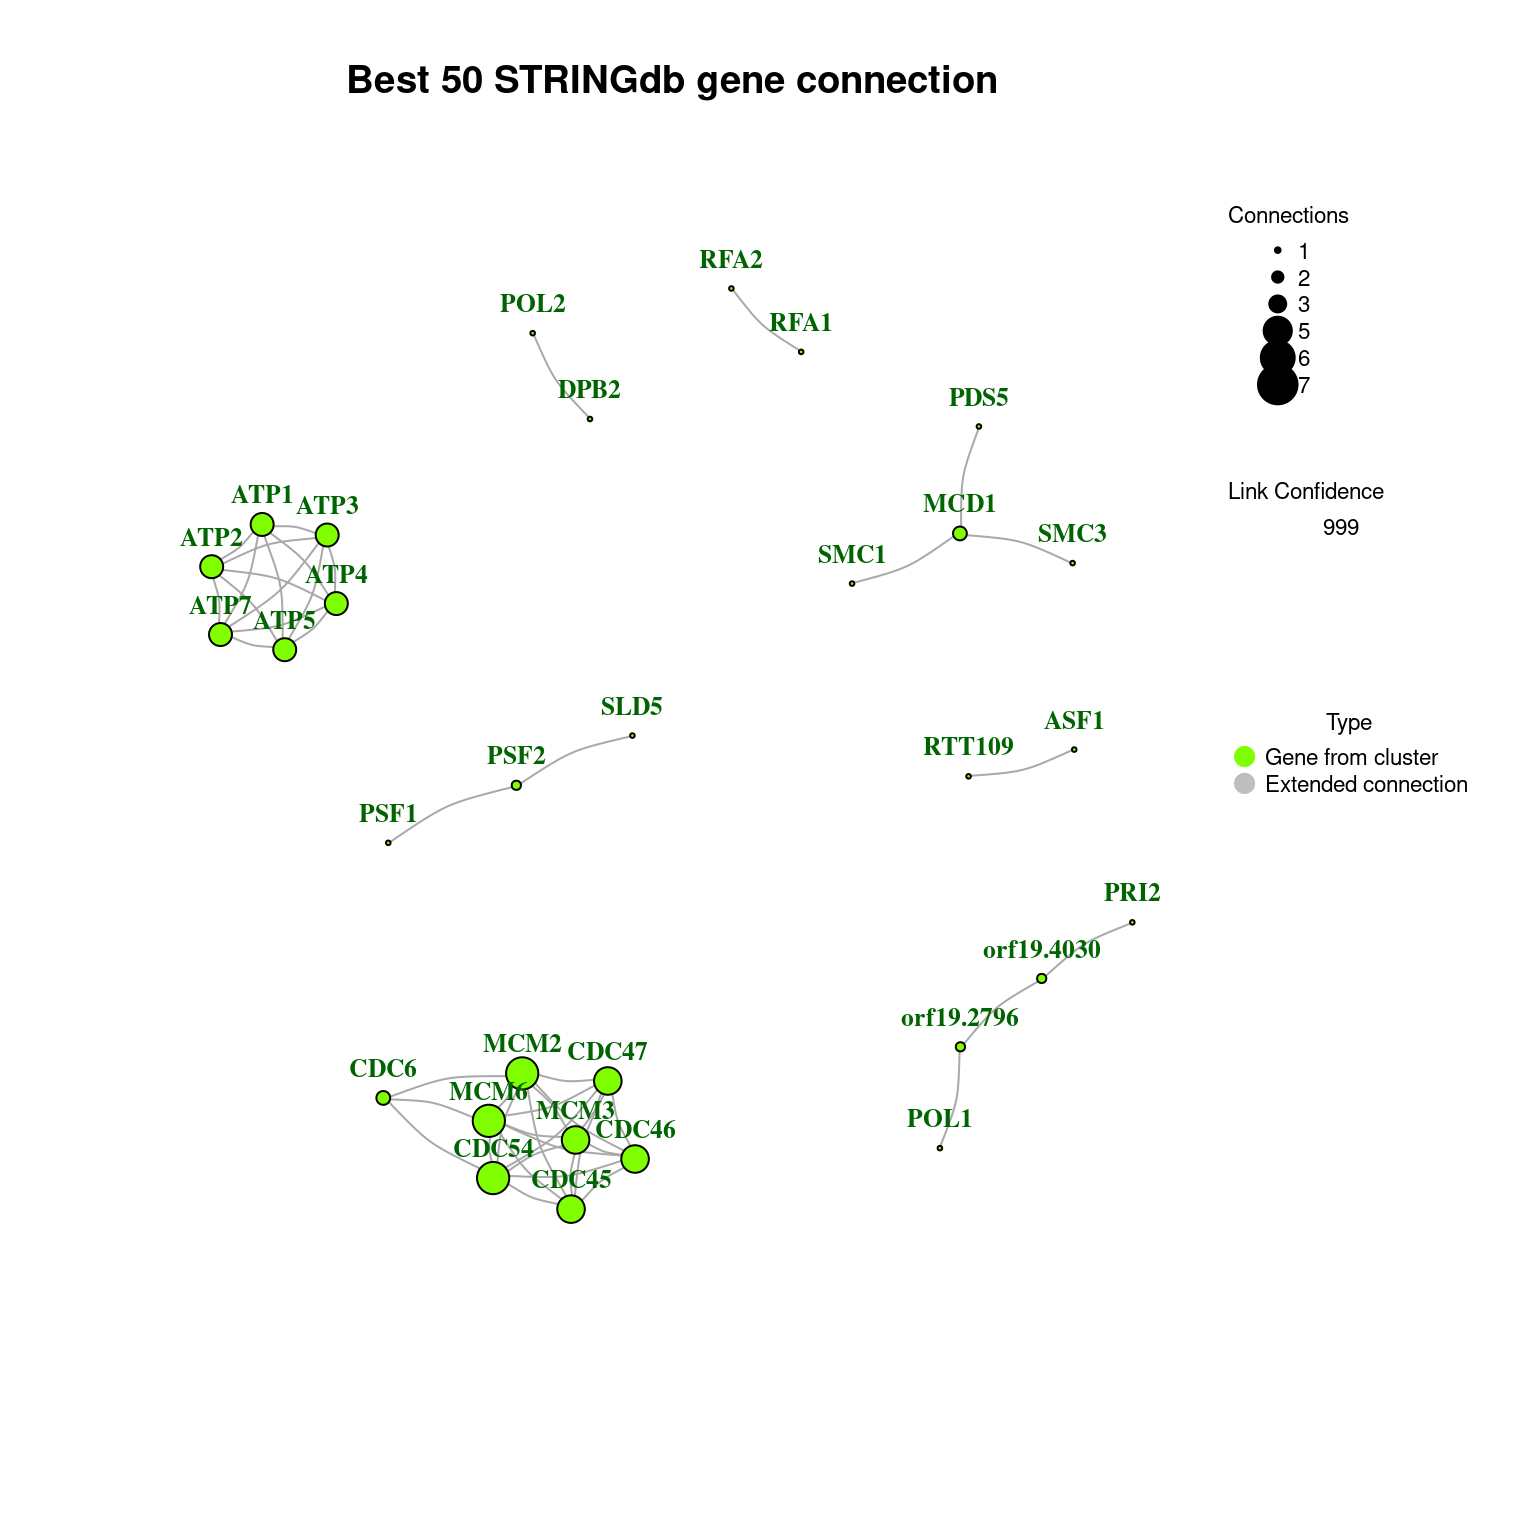 Best 50 STRINGdb gene connection
Connections
1
2
3
5
6
7
Link Confidence
999
Type
Gene from cluster
Extended connection
RFA2
POL2
RFA1
DPB2
PDS5
MCD1
SMC3
SMC1
ATP1
ATP3
ATP2
ATP4
ATP7
ATP5
SLD5
PSF2
PSF1
ASF1
RTT109
PRI2
orf19.4030
orf19.2796
POL1
MCM2
CDC47
CDC6
MCM6
MCM3
CDC46
CDC54
CDC45